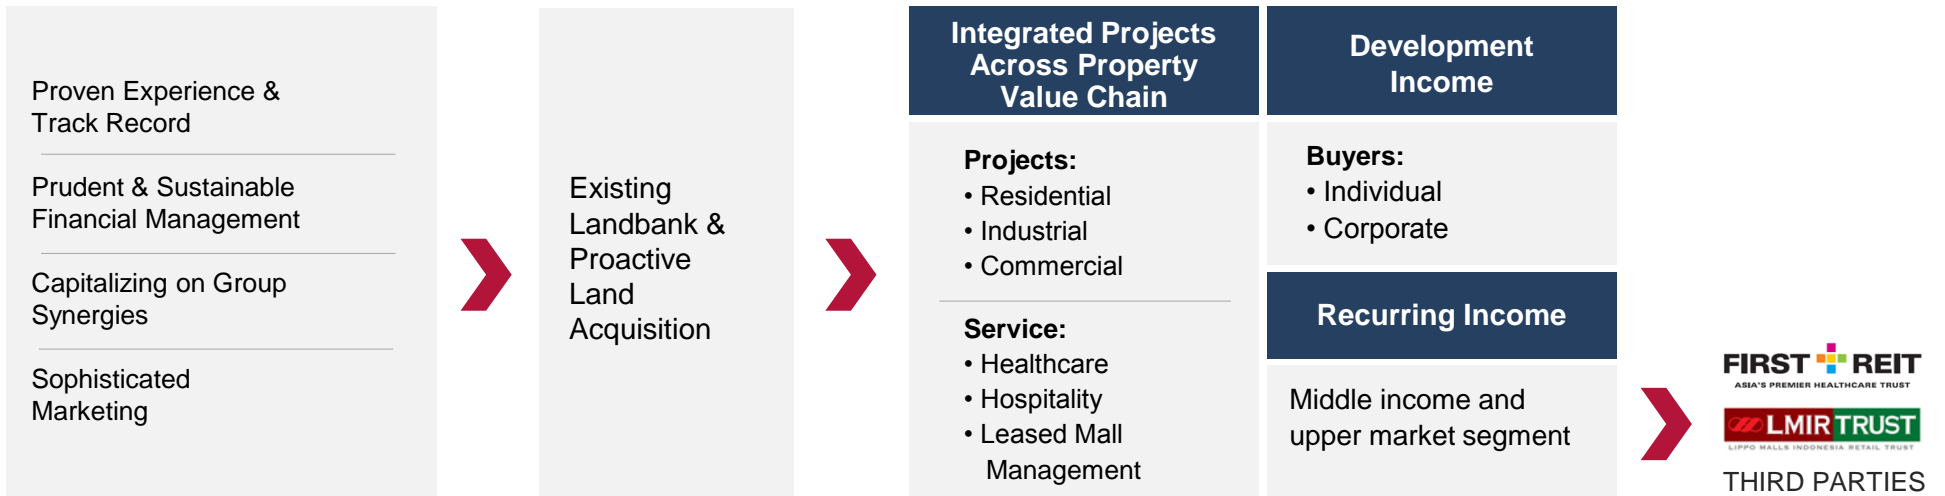 Proven Experience &
Track Record
Prudent & Sustainable
Financial Management
Capitalizing on Group
Synergies
Sophisticated
Marketing
Existing
Landbank &
Proactive
Land
Acquisition
Integrated Projects
Across Property
Value Chain
Projects:
• Residential
• Industrial
• Commercial
Service:
• Healthcare
• Hospitality
• Leased Mall
Management
Development
Income
Buyers:
• Individual
• Corporate
Recurring Income
Middle income and
upper market segment
FIRST REIT
ASIA'S PREMIER HEALTHCARE TRUST
LMIR TRUST
LIPPO MALLS INDONESIA RETAIL TRUST
THIRD PARTIES